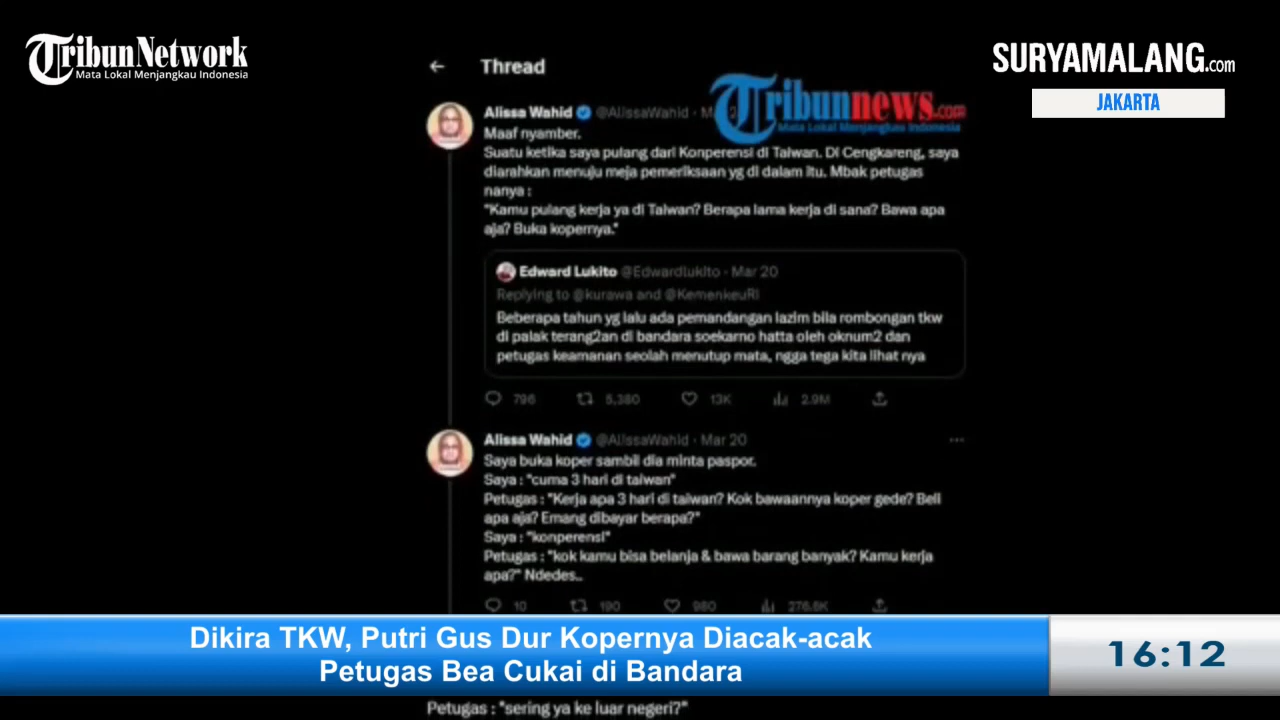 TribunNetwork
Mata Lokal Menjangkau Indonesia
SURYAMALANG.com
JAKARTA
Thread
Tribunnews.com
Mata Lokal Menjangkau Indonesia
Alissa Wahid @AlissaWahid ·
Maaf nyamber.
Suatu ketika saya pulang dari Konperensi di Taiwan. Di Cengkareng, saya
diarahkan menuju meja pemeriksaan yg di dalam itu. Mbak petugas
nanya :
"Kamu pulang kerja ya di Taiwan? Berapa lama kerja di sana? Bawa apa
aja? Buka kopernya."
Edward Lukito @Edwardlukito · Mar 20
Replying to @kurawa and @KemenkeuRI
Beberapa tahun yg lalu ada pemandangan lazim bila rombongan tkw
di palak terang2an di bandara soekarno hatta oleh oknum2 dan
petugas keamanan seolah menutup mata, ngga tega kita lihat nya
796 5,380 13K 2.9M
Alissa Wahid @AlissaWahid · Mar 20
Saya buka koper sambil dia minta paspor.
Saya : "cuma 3 hari di taiwan"
Petugas : "Kerja apa 3 hari di taiwan? Kok bawaannya koper gede? Beli
apa aja? Emang dibayar berapa?"
Saya : "konperensi"
Petugas : "kok kamu bisa belanja & bawa barang banyak? Kamu kerja
apa?" Ndedes..
10 190 980 276.8K
Dikira TKW, Putri Gus Dur Kopernya Diacak-acak
Petugas Bea Cukai di Bandara
16:12
Petugas : "sering ya ke luar negeri?"